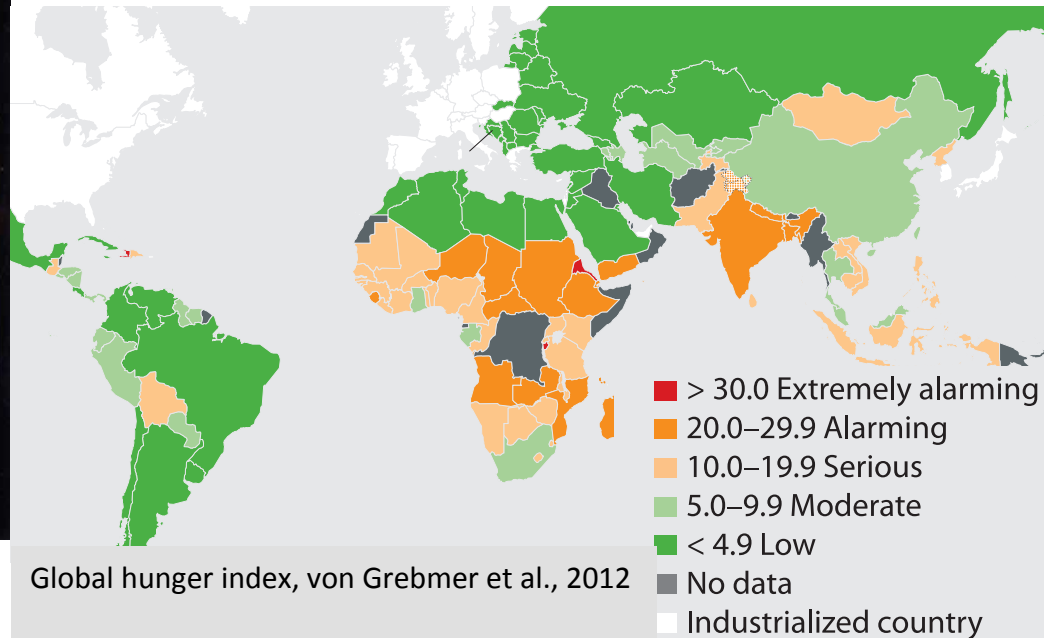 > 30.0 Extremely alarming
20.0–29.9 Alarming
10.0–19.9 Serious
5.0–9.9 Moderate
< 4.9 Low
No data
Industrialized country
Global hunger index, von Grebmer et al., 2012